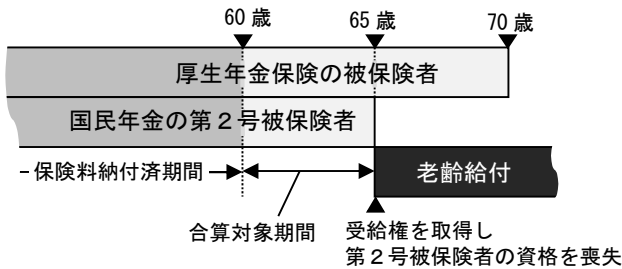 60 歳
65 歳
70 歳
厚生年金保険の被保険者
国民年金の第２号被保険者
保険料納付済期間
老齢給付
合算対象期間
受給権を取得し
第２号被保険者の資格を喪失